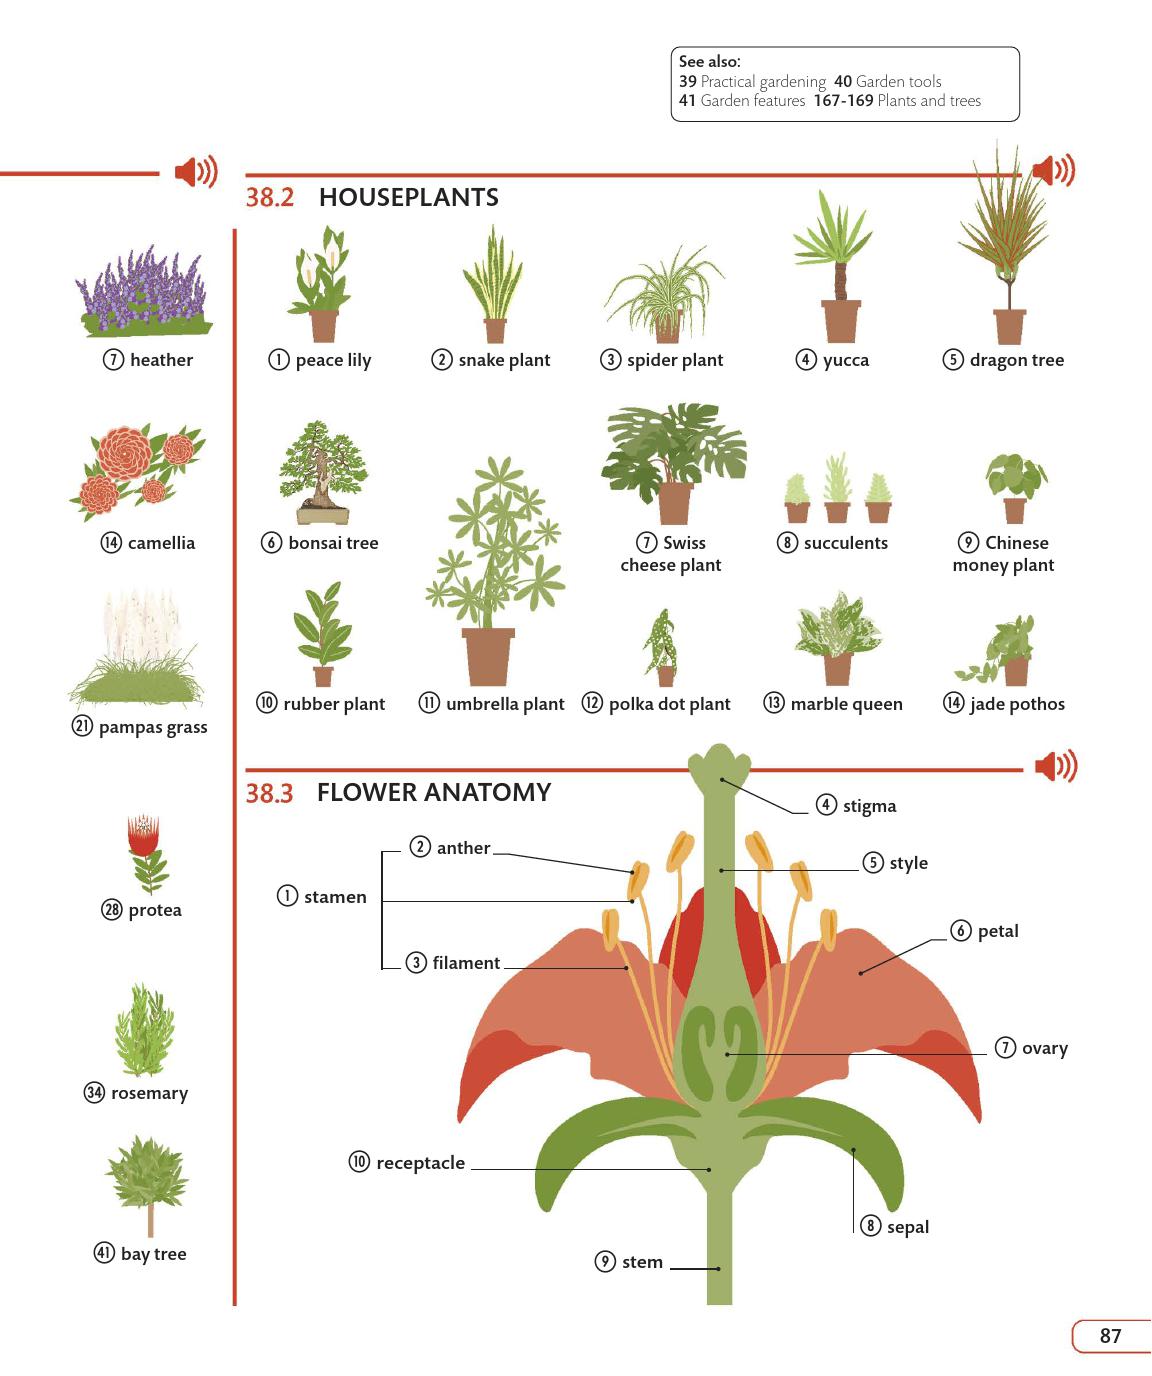 See also:
39 Practical gardening 40 Garden tools
41 Garden features 167-169 Plants and trees
7 heather
14 camellia
21 pampas grass
28 protea
34 rosemary
41 bay tree
38.2 HOUSEPLANTS
1 peace lily
2 snake plant
3 spider plant
4 yucca
5 dragon tree
6 bonsai tree
7 Swiss
cheese plant
8 succulents
9 Chinese
money plant
10 rubber plant
11 umbrella plant
12 polka dot plant
13 marble queen
14 jade pothos
38.3 FLOWER ANATOMY
1 stamen
2 anther
3 filament
4 stigma
5 style
6 petal
7 ovary
8 sepal
9 stem
10 receptacle
87